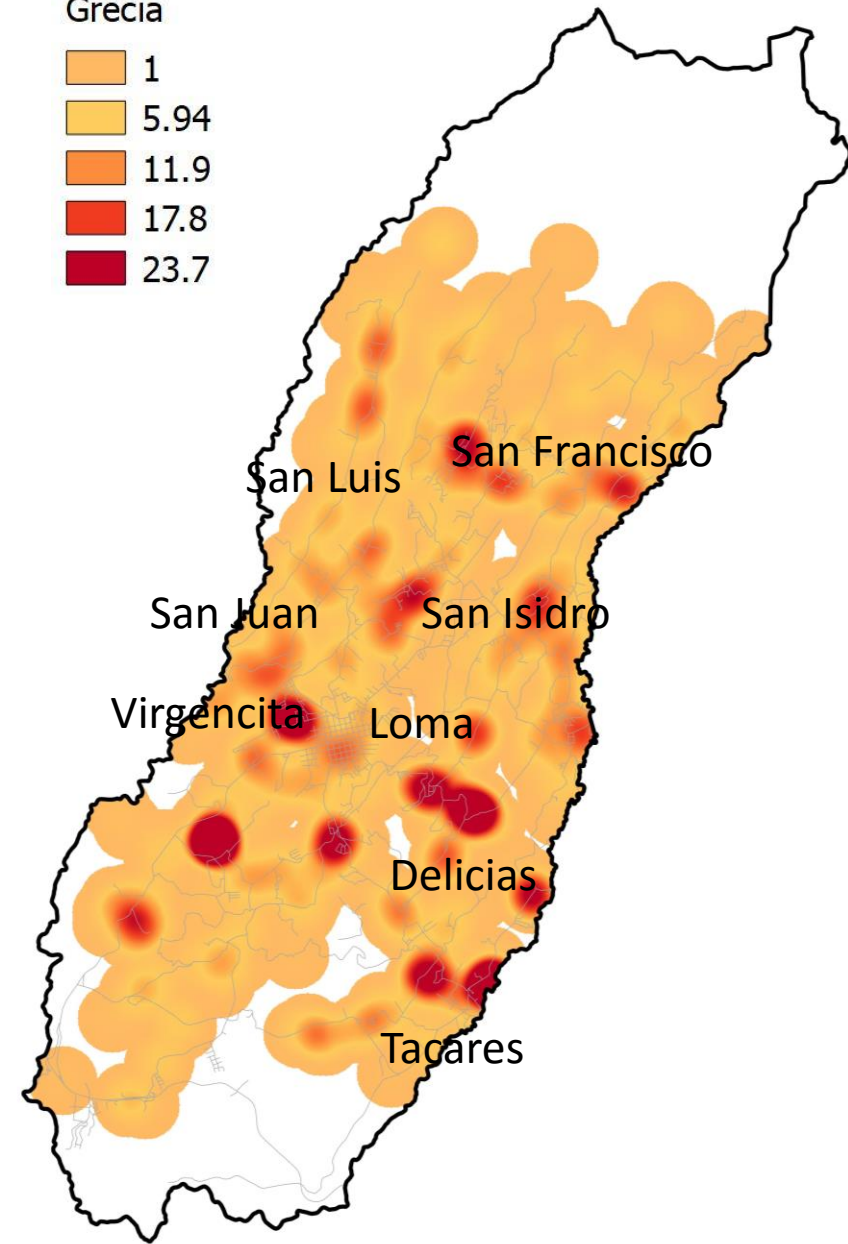 Grecia
1
5.94
11.9
17.8
23.7
San Francisco
San Luis
San Juan
San Isidro
Virgencita
Loma
Delicias
Tacares